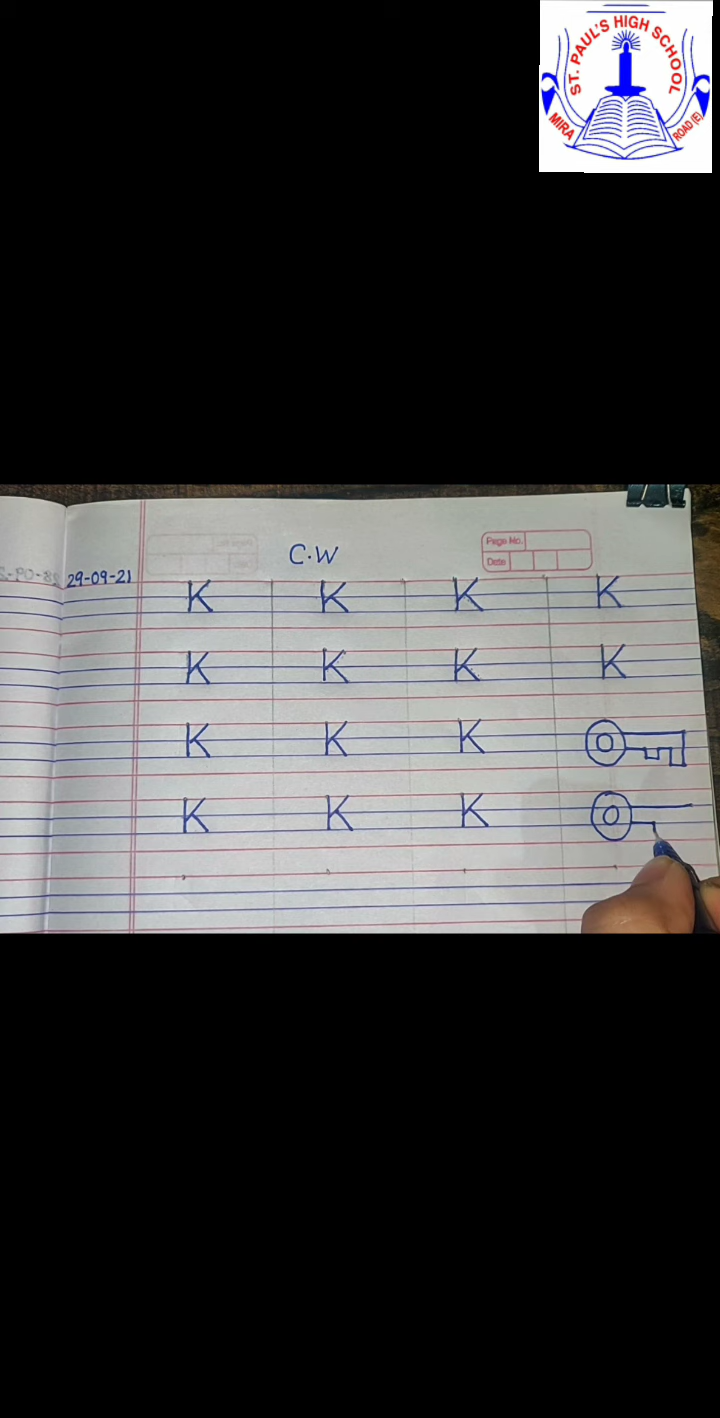 ST. PAUL'S HIGH SCHOOL
MIRA ROAD (E)
C.W
Page No.
Date
29-09-21
K K K K
K K K K
K K K
K K K